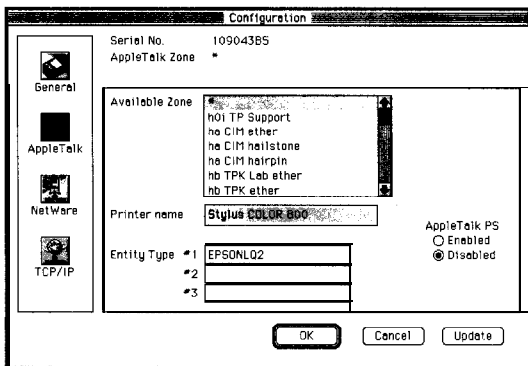 Configuration
Serial No. 109043B5
AppleTalk Zone *
General
AppleTalk
NetWare
TCP/IP
Available Zone *
h0i TP Support
ha CIM ether
ha CIM hailstone
ha CIM hairpin
hb TPK Lab ether
hb TPK ether
Printer name Stylus COLOR 800
AppleTalk PS
Enabled
Disabled
Entity Type #1 EPSONLQ2
#2
#3
OK Cancel Update